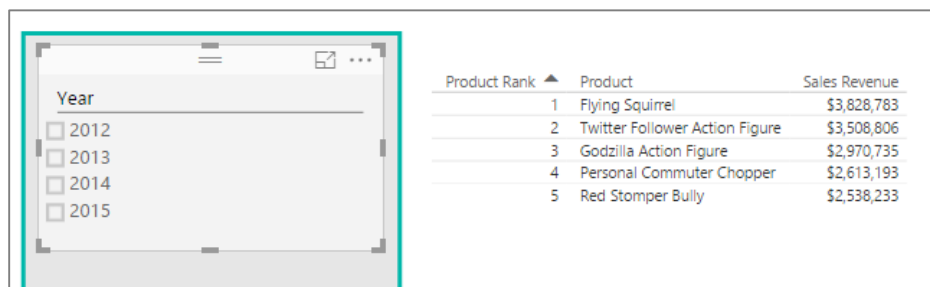 Year
2012
2013
2014
2015
Product Rank Product Sales Revenue
1 Flying Squirrel $3,828,783
2 Twitter Follower Action Figure $3,508,806
3 Godzilla Action Figure $2,970,735
4 Personal Commuter Chopper $2,613,193
5 Red Stomper Bully $2,538,233